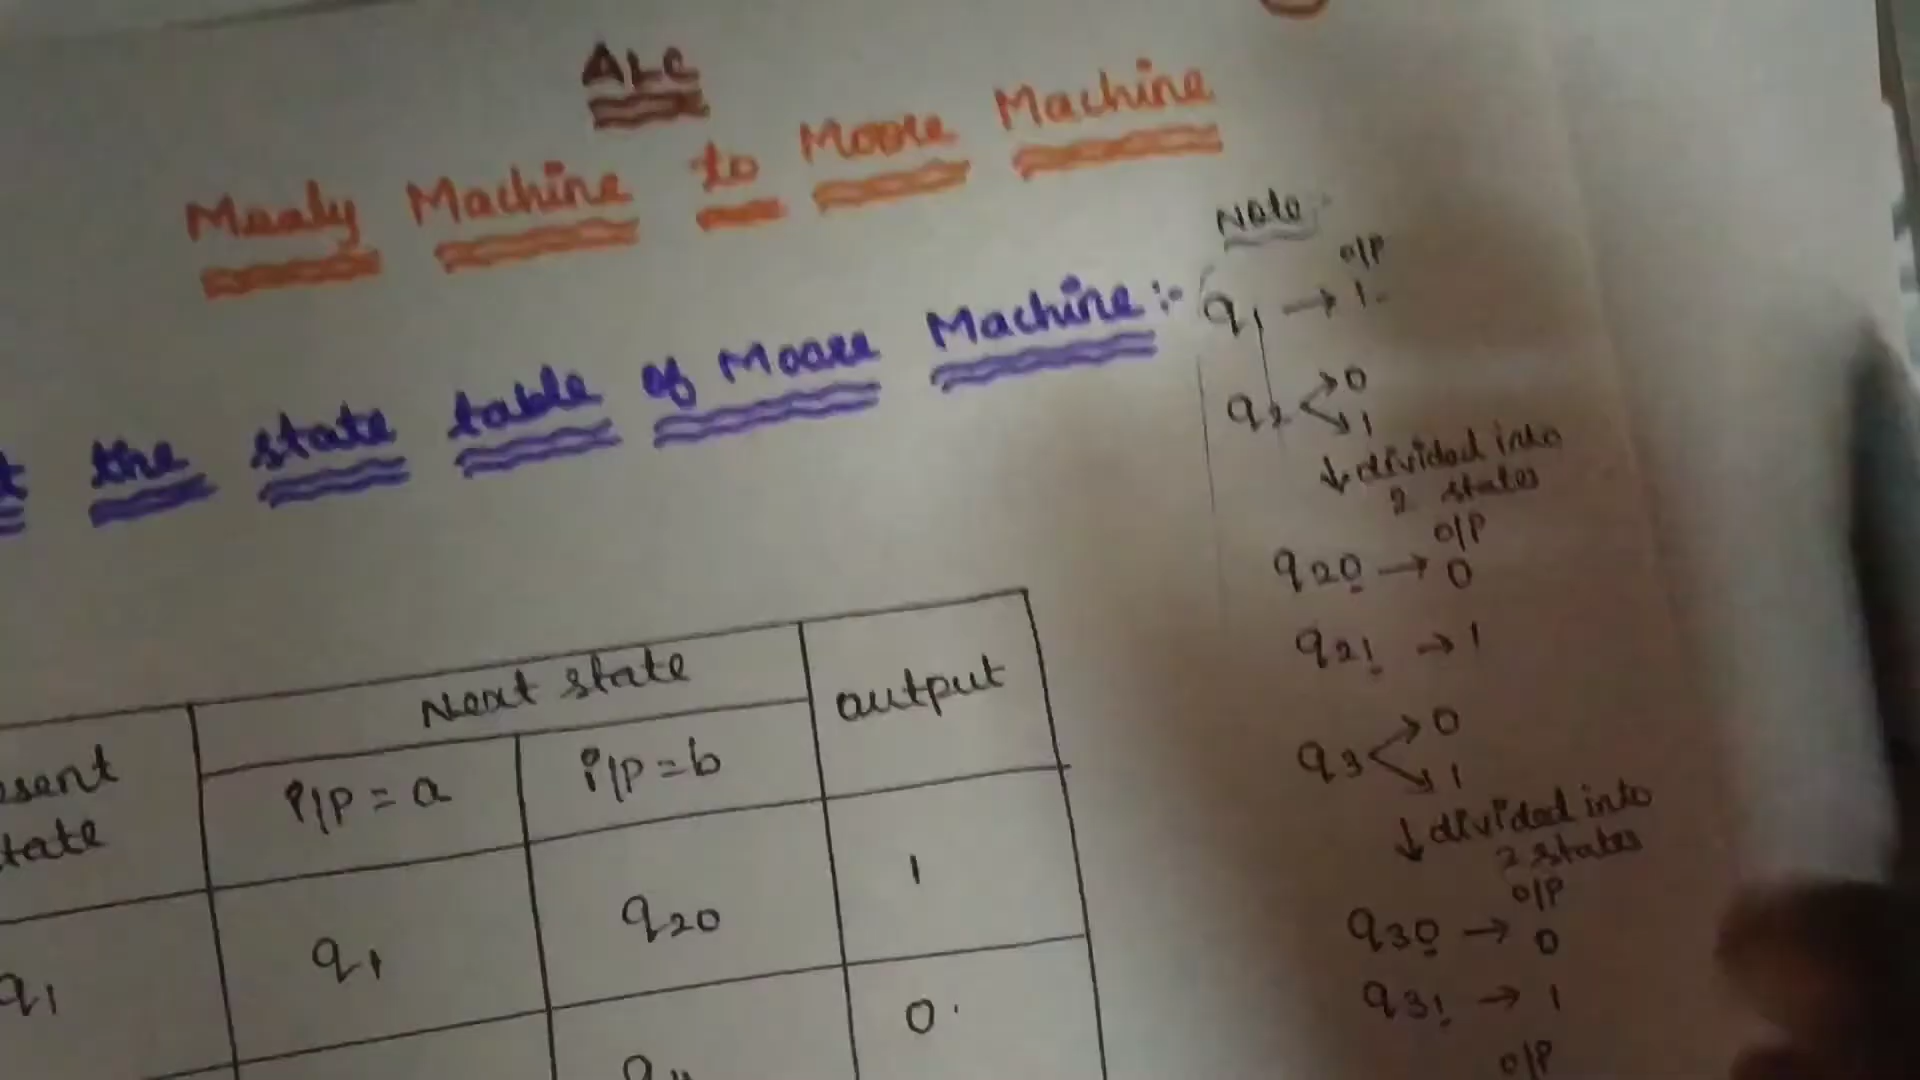 ALC
Mealy Machine to Moore Machine
the state table of Moore Machine:-
Note:-
o/p
q1 → 1
q2 → 0
→ 1
↓ divided into
2 states
o/p
q20 → 0
q21 → 1
q3 → 0
→ 1
↓ divided into
2 states
o/p
q30 → 0
q31 → 1
o/p
Next state
output
i/p = a
i/p = b
q1
q1
q20
1
0